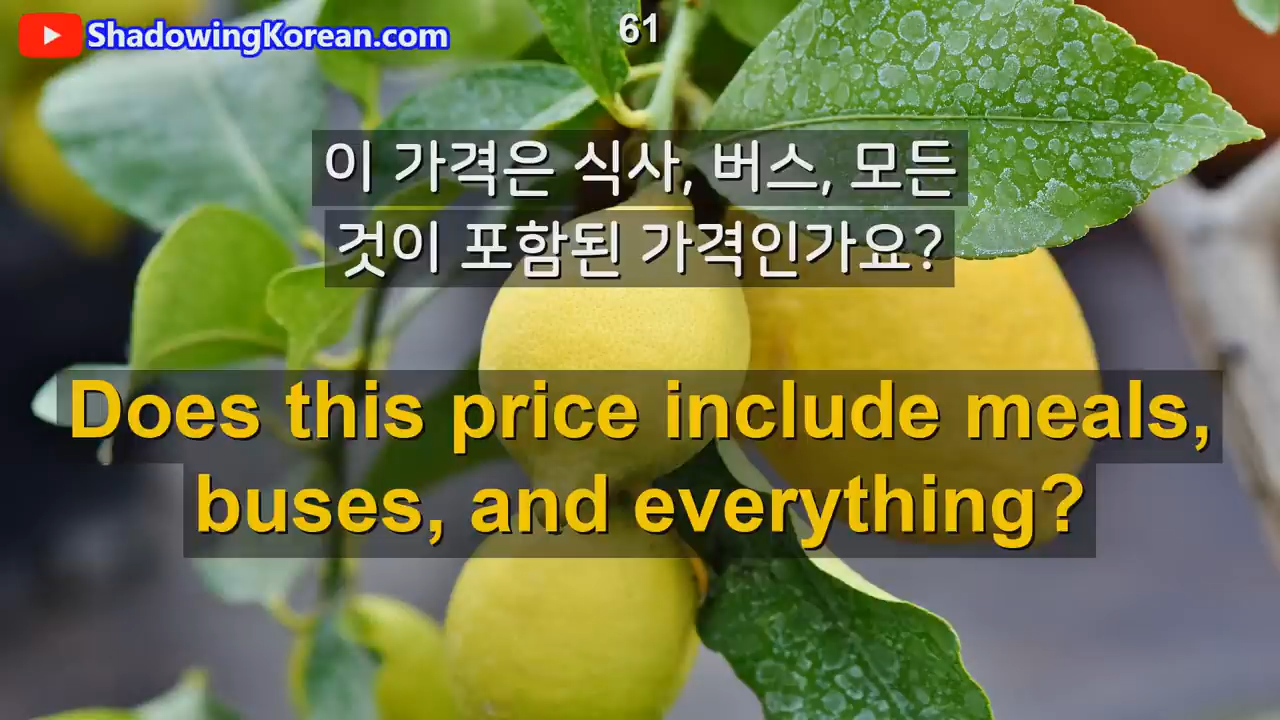 ShadowingKorean.com
61
이 가격은 식사, 버스, 모든
것이 포함된 가격인가요?
Does this price include meals,
buses, and everything?